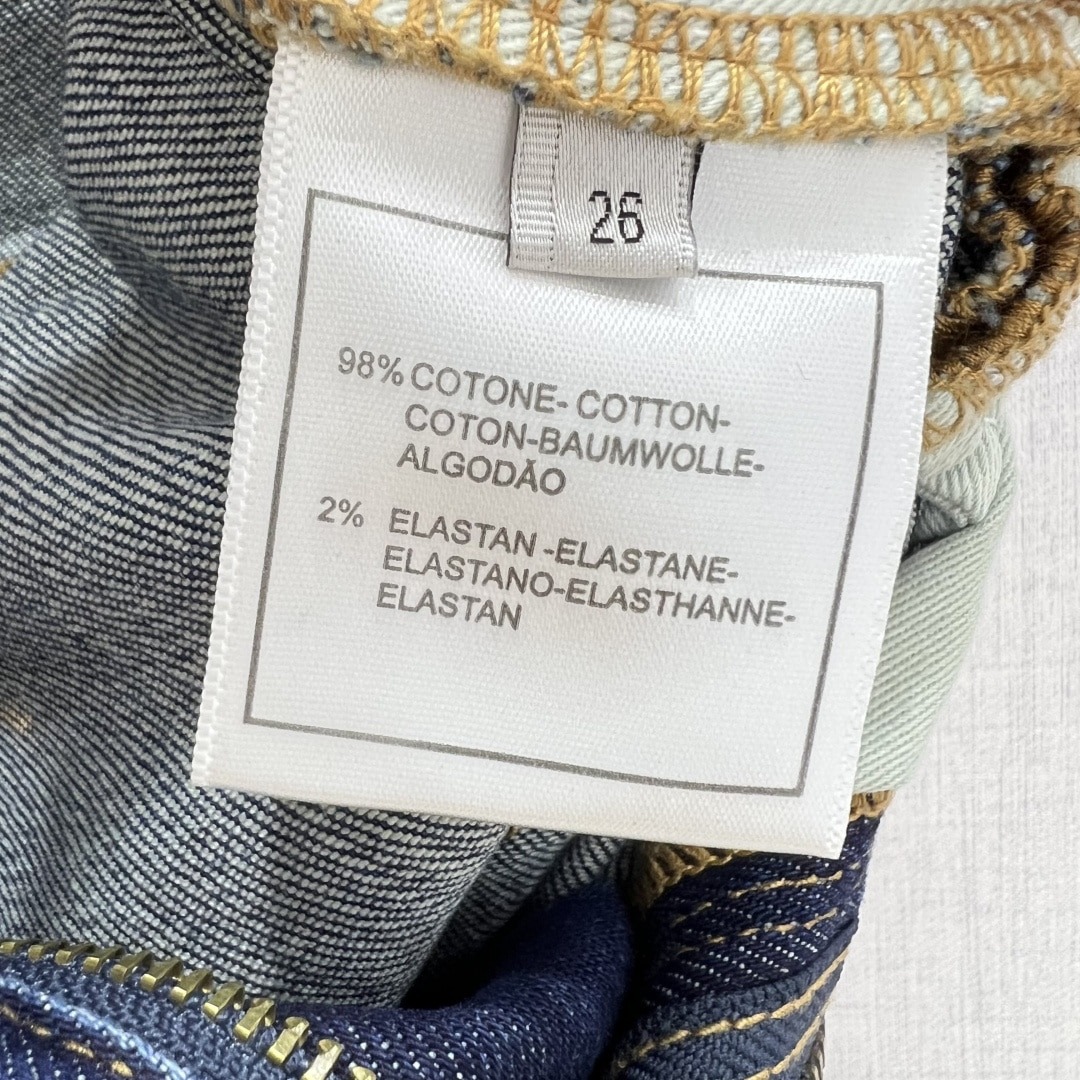 26
98% COTONE- COTTON-
COTON-BAUMWOLLE-
ALGODÃO
2% ELASTAN -ELASTANE-
ELASTANO-ELASTHANNE-
ELASTAN